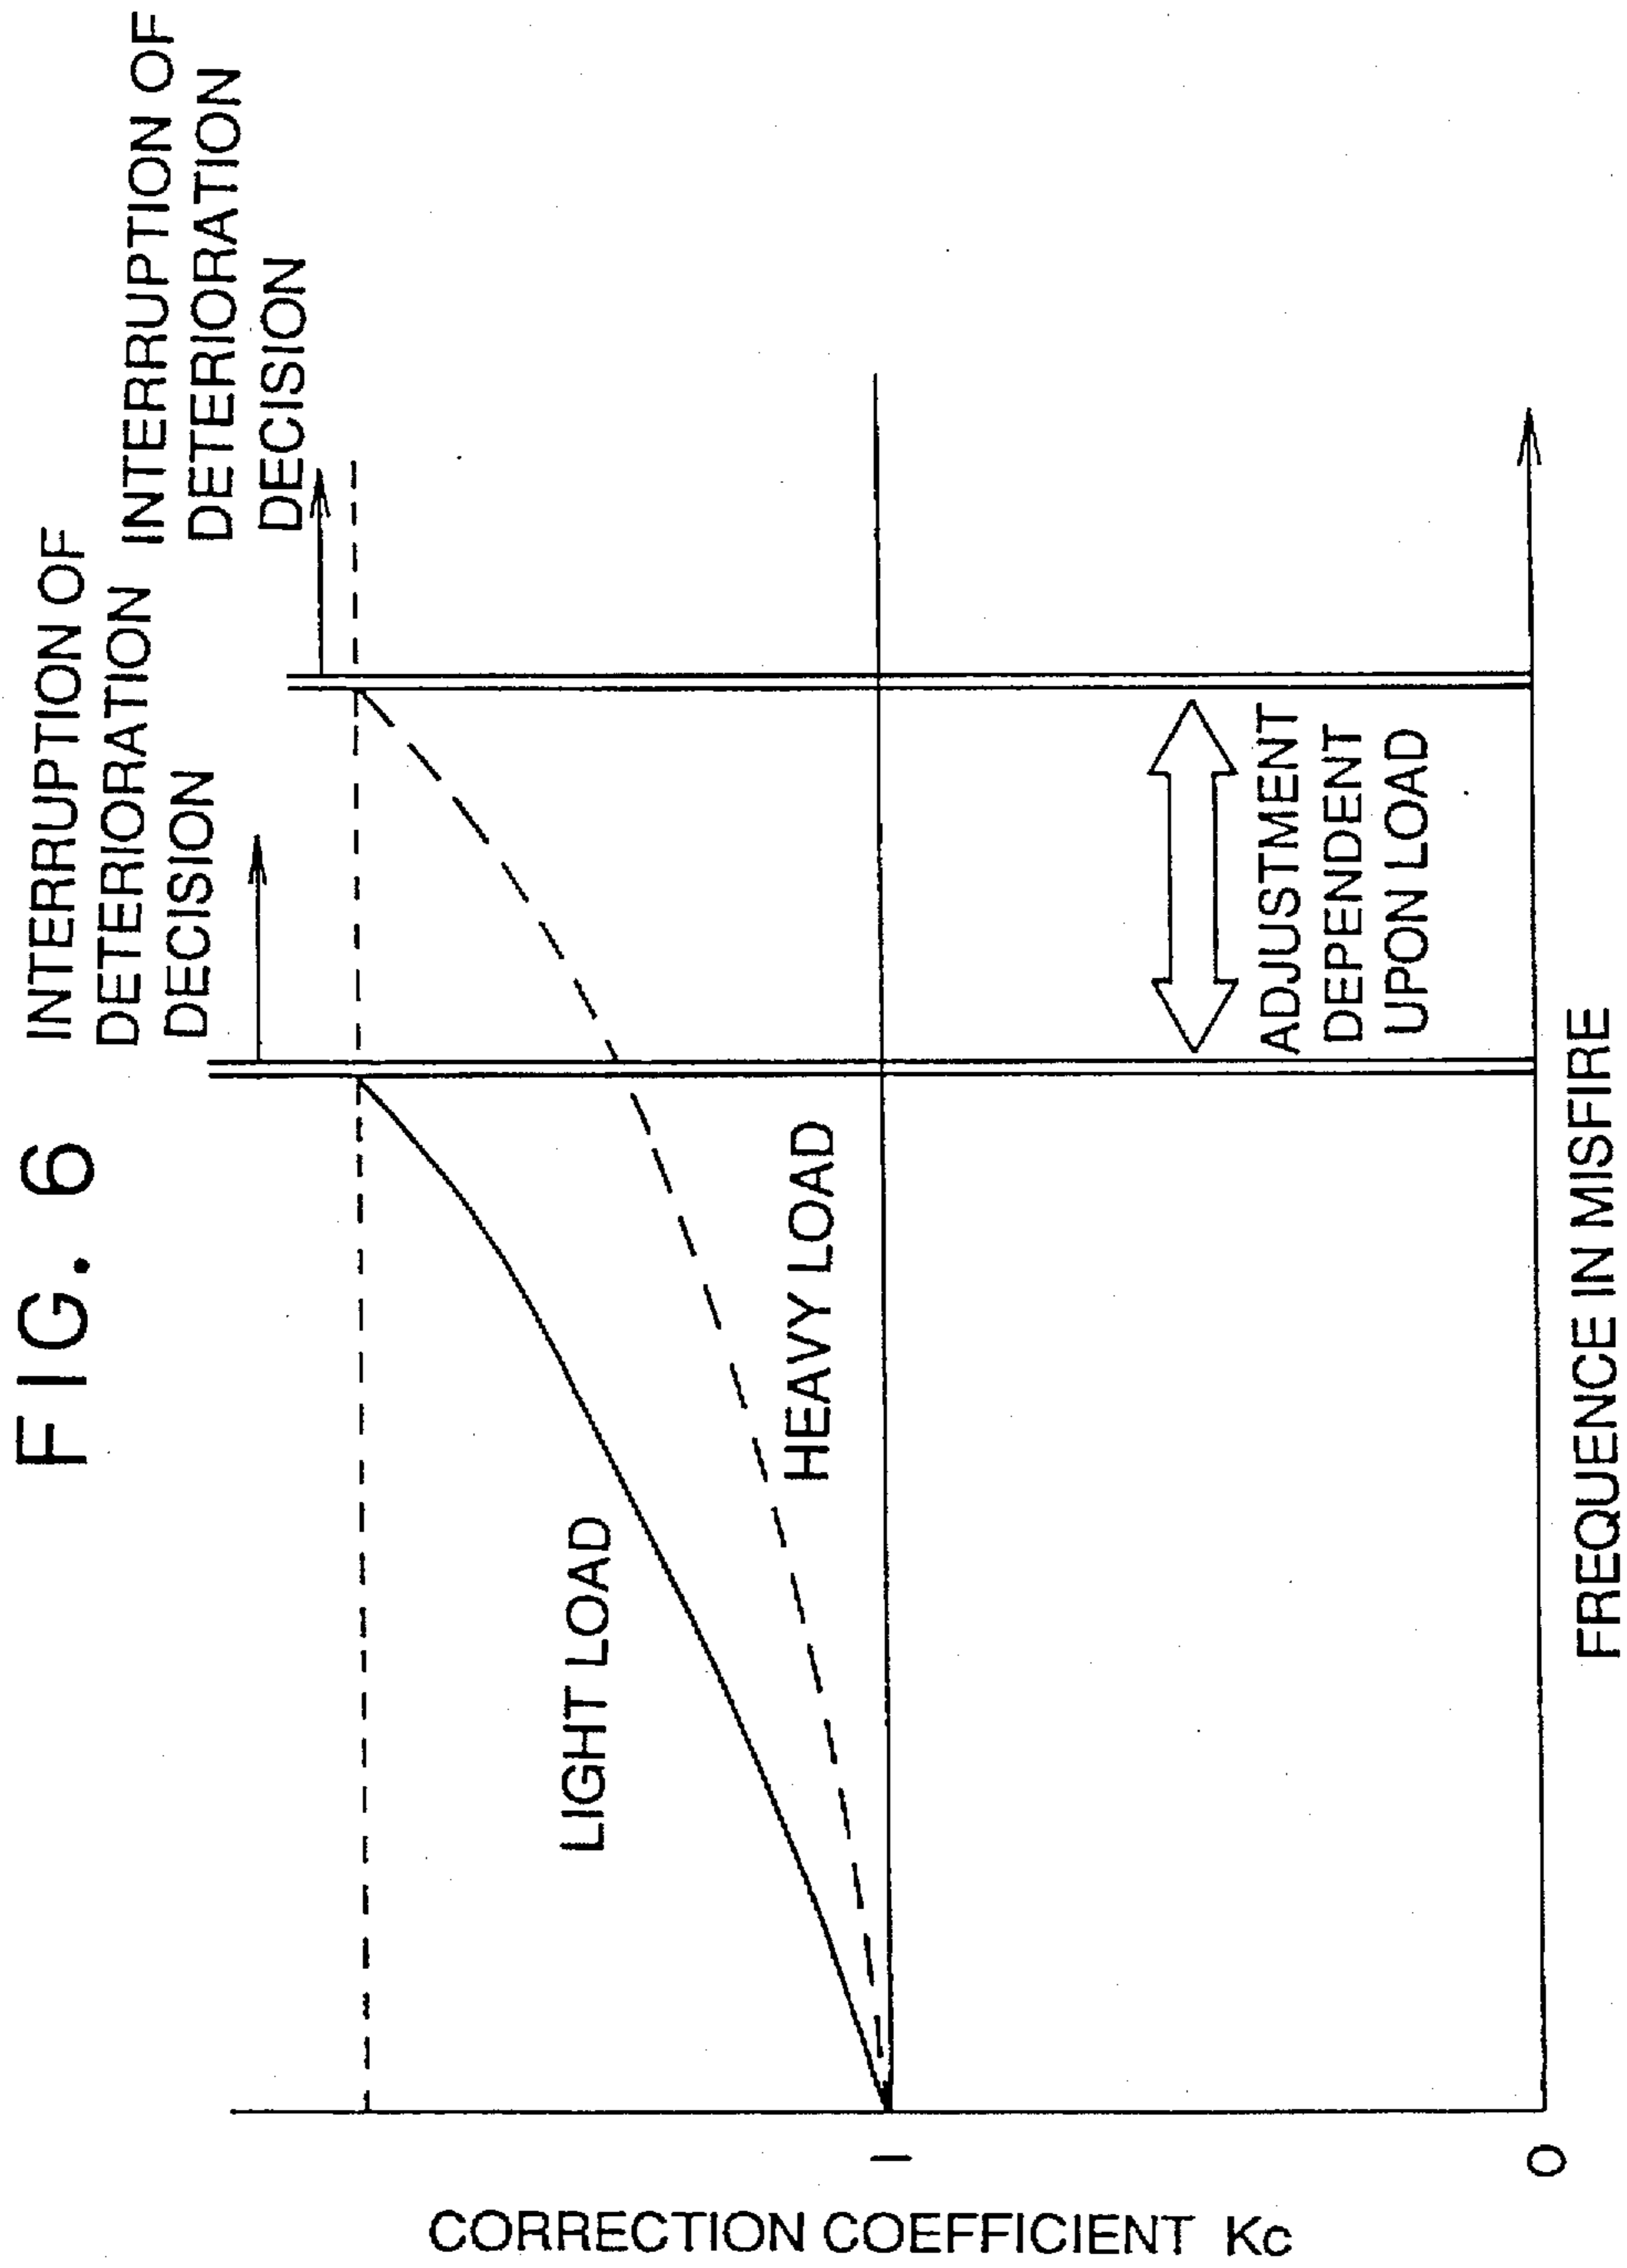 FIG. 6
INTERRUPTION OF
DETERIORATION
DECISION
INTERRUPTION OF
DETERIORATION
DECISION
LIGHT LOAD
HEAVY LOAD
ADJUSTMENT
DEPENDENT
UPON LOAD
CORRECTION COEFFICIENT Kc
1
0
FREQUENCE IN MISFIRE